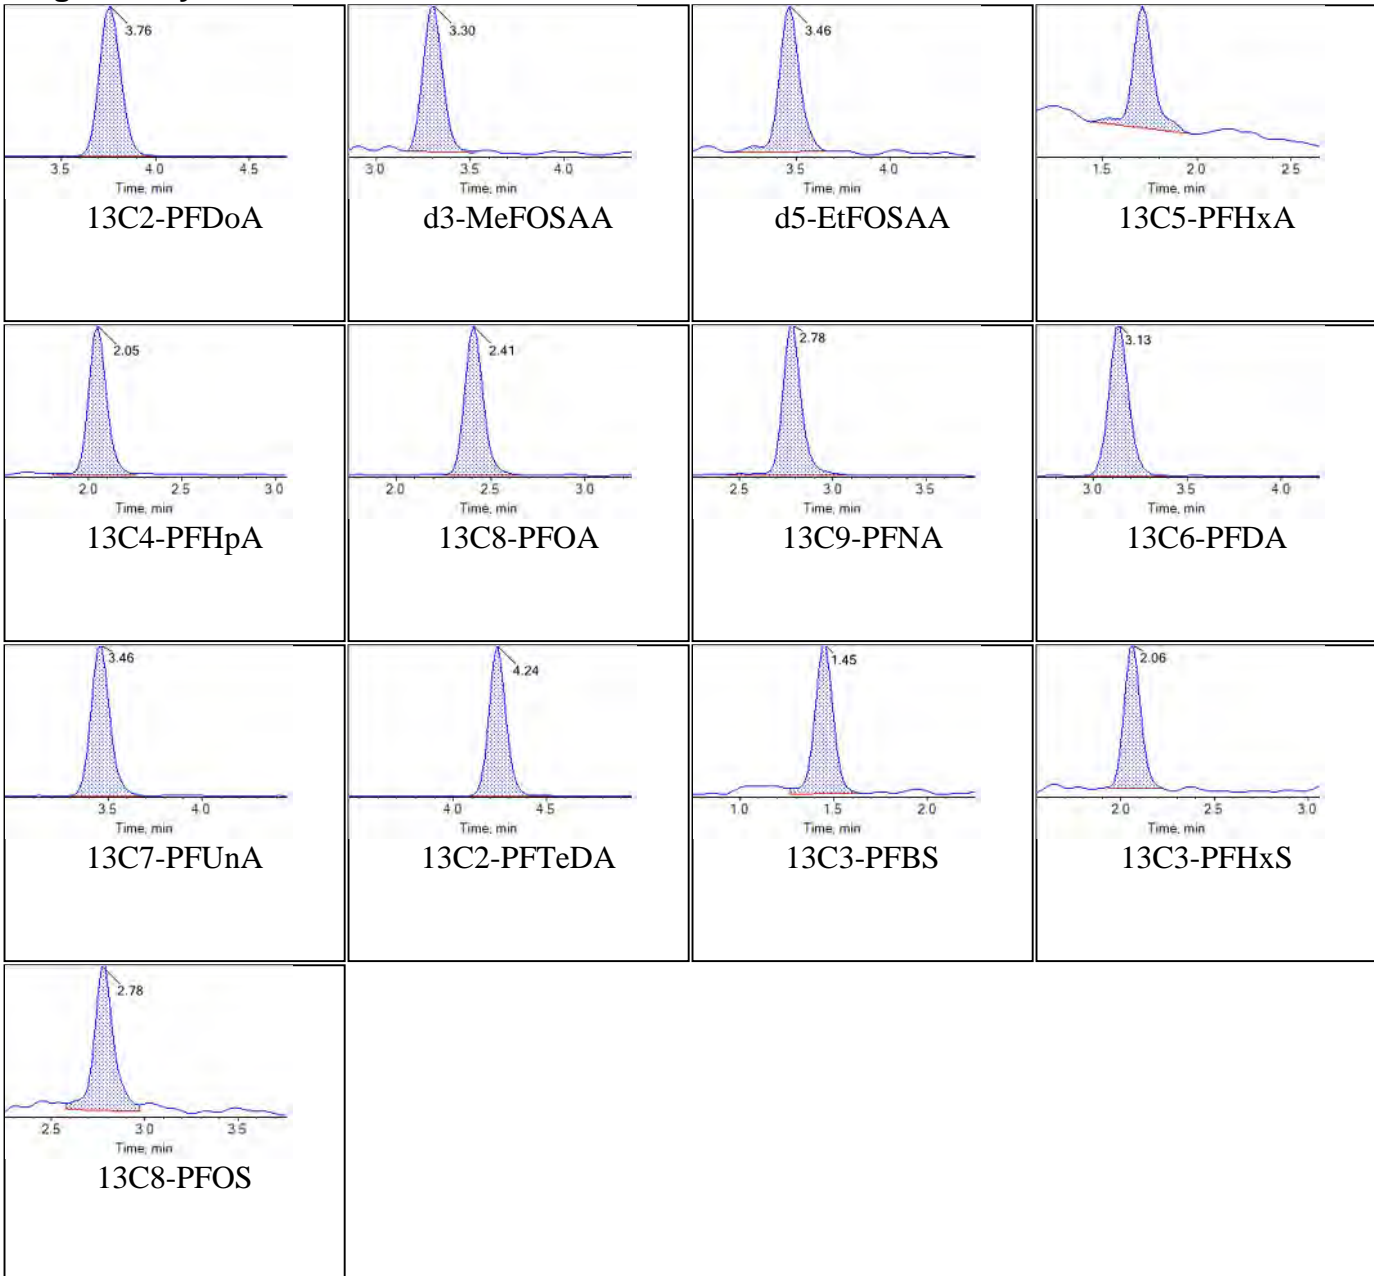 3.76
3.5 4.0 4.5
Time, min
13C2-PFDoA
3.30
3.0 3.5 4.0
Time, min
d3-MeFOSAA
3.46
3.5 4.0
Time, min
d5-EtFOSAA
1.5 2.0 2.5
Time, min
13C5-PFHxA
2.05
2.0 2.5 3.0
Time, min
13C4-PFHpA
2.41
2.0 2.5 3.0
Time, min
13C8-PFOA
2.78
2.5 3.0 3.5
Time, min
13C9-PFNA
3.13
3.0 3.5 4.0
Time, min
13C6-PFDA
3.46
3.5 4.0
Time, min
13C7-PFUnA
4.24
4.0 4.5
Time, min
13C2-PFTeDA
1.45
1.0 1.5 2.0
Time, min
13C3-PFBS
2.06
2.0 2.5 3.0
Time, min
13C3-PFHxS
2.78
2.5 3.0 3.5
Time, min
13C8-PFOS